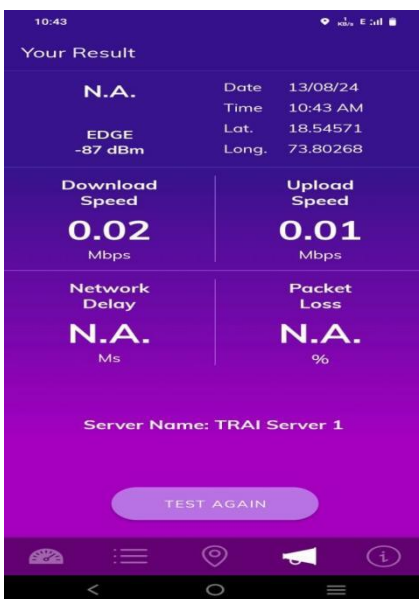 10:43
1 KB/s E
Your Result
N.A.
EDGE
-87 dBm
Date 13/08/24
Time 10:43 AM
Lat. 18.54571
Long. 73.80268
Download
Speed
0.02
Mbps
Upload
Speed
0.01
Mbps
Network
Delay
N.A.
Ms
Packet
Loss
N.A.
%
Server Name: TRAI Server 1
TEST AGAIN